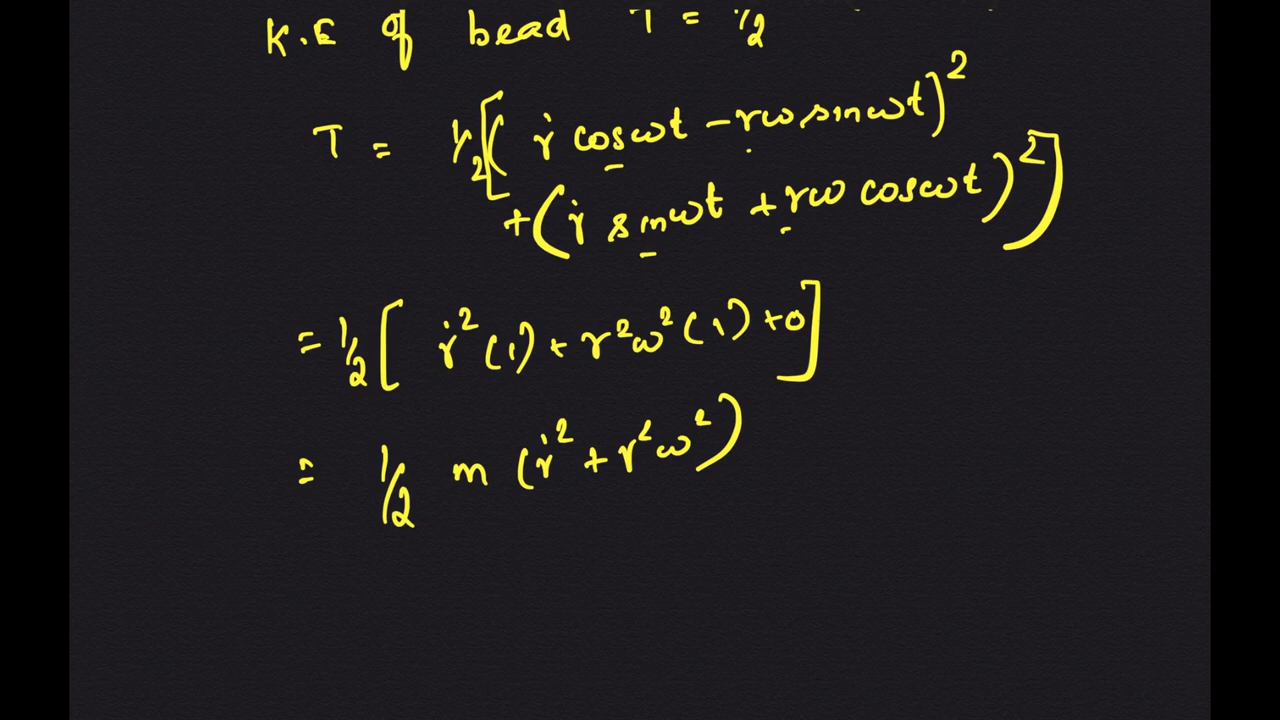 K.E of bead T = 1/2
T = 1/2[( ṙ cosωt - rω sinωt)²
+(ṙ sinωt + rω cosωt)²]
= 1/2[ ṙ²(1) + r²ω²(1) + 0]
= 1/2 m (ṙ² + r²ω²)